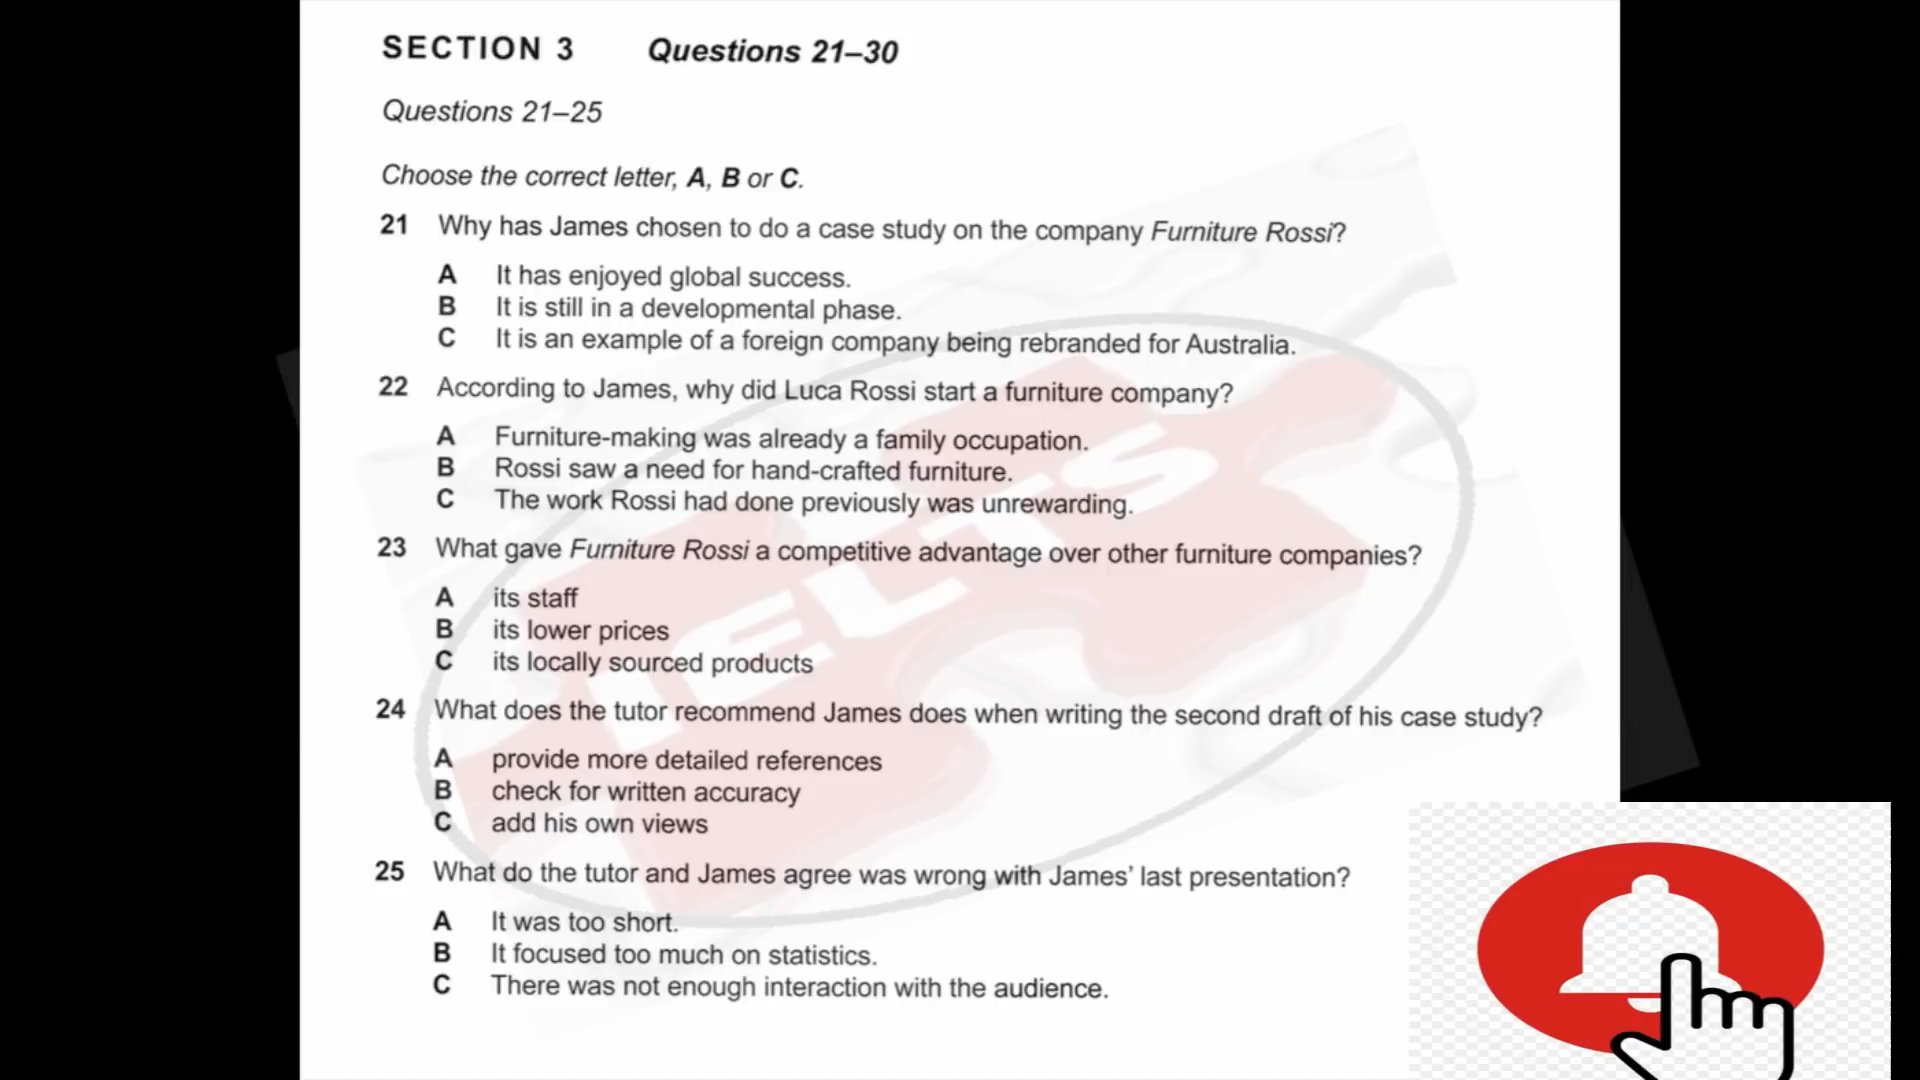 SECTION 3 Questions 21–30
Questions 21–25
Choose the correct letter, A, B or C.
21 Why has James chosen to do a case study on the company Furniture Rossi?
A It has enjoyed global success.
B It is still in a developmental phase.
C It is an example of a foreign company being rebranded for Australia.
22 According to James, why did Luca Rossi start a furniture company?
A Furniture-making was already a family occupation.
B Rossi saw a need for hand-crafted furniture.
C The work Rossi had done previously was unrewarding.
23 What gave Furniture Rossi a competitive advantage over other furniture companies?
A its staff
B its lower prices
C its locally sourced products
24 What does the tutor recommend James does when writing the second draft of his case study?
A provide more detailed references
B check for written accuracy
C add his own views
25 What do the tutor and James agree was wrong with James' last presentation?
A It was too short.
B It focused too much on statistics.
C There was not enough interaction with the audience.
IELTS